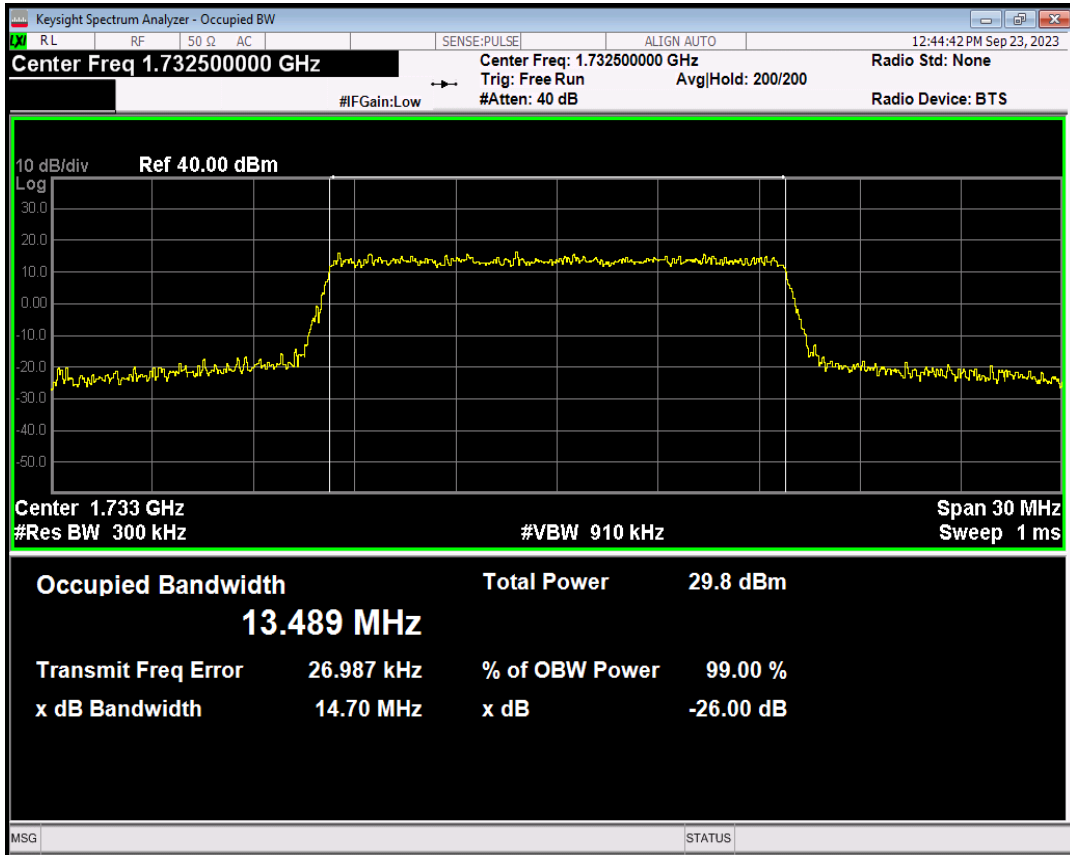 Keysight Spectrum Analyzer - Occupied BW
LXI RL RF 50 Ω AC SENSE:PULSE ALIGN AUTO 12:44:42 PM Sep 23, 2023
Center Freq 1.732500000 GHz Center Freq: 1.732500000 GHz Radio Std: None
Trig: Free Run Avg|Hold: 200/200
#IFGain:Low #Atten: 40 dB Radio Device: BTS
10 dB/div Ref 40.00 dBm
Log
30.0
20.0
10.0
0.00
-10.0
-20.0
-30.0
-40.0
-50.0
Center 1.733 GHz Span 30 MHz
#Res BW 300 kHz #VBW 910 kHz Sweep 1 ms
Occupied Bandwidth Total Power 29.8 dBm
13.489 MHz
Transmit Freq Error 26.987 kHz % of OBW Power 99.00 %
x dB Bandwidth 14.70 MHz x dB -26.00 dB
MSG STATUS